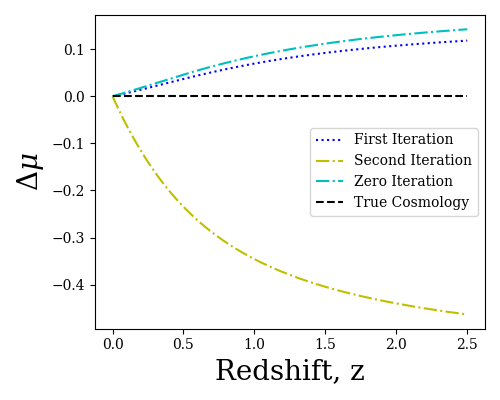 0.1
0.0
−0.1
−0.2
−0.3
−0.4
Δμ
First Iteration
Second Iteration
Zero Iteration
True Cosmology
0.0 0.5 1.0 1.5 2.0 2.5
Redshift, z